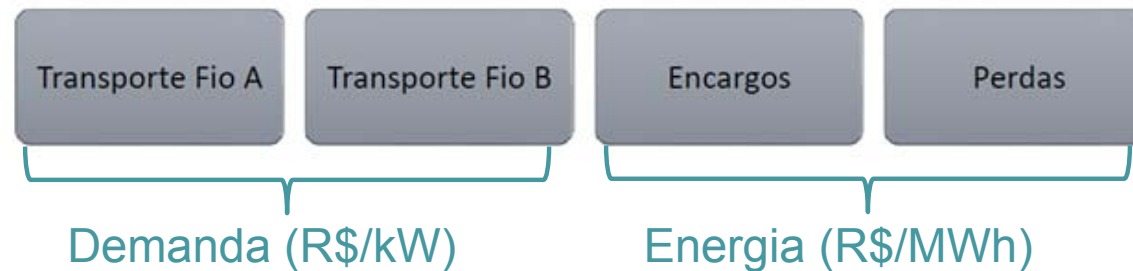 Transporte Fio A
Transporte Fio B
Encargos
Perdas
Demanda (R$/kW)
Energia (R$/MWh)